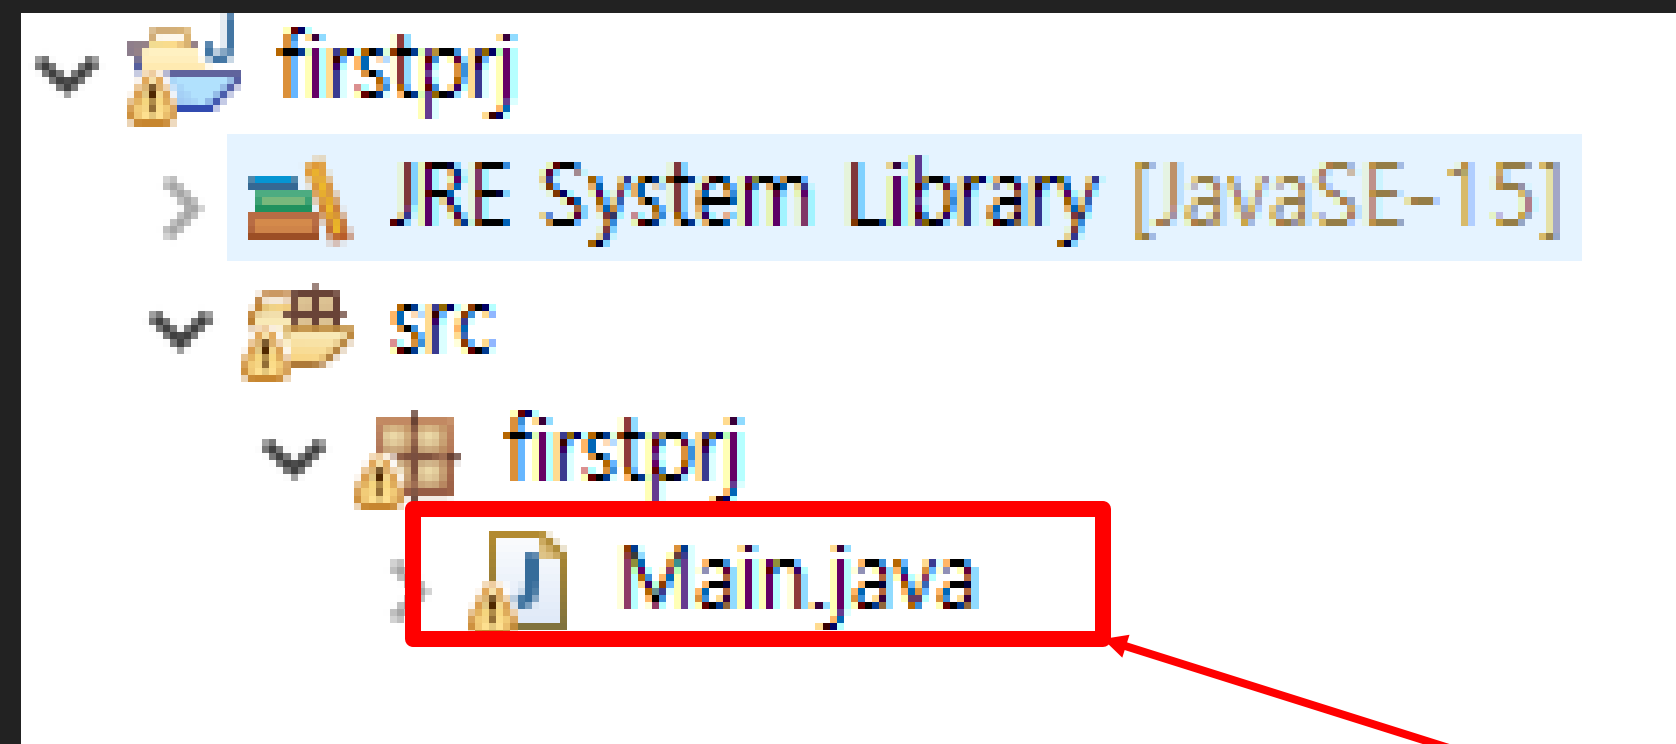 firstprj
JRE System Library [JavaSE-15]
src
firstprj
Main.java